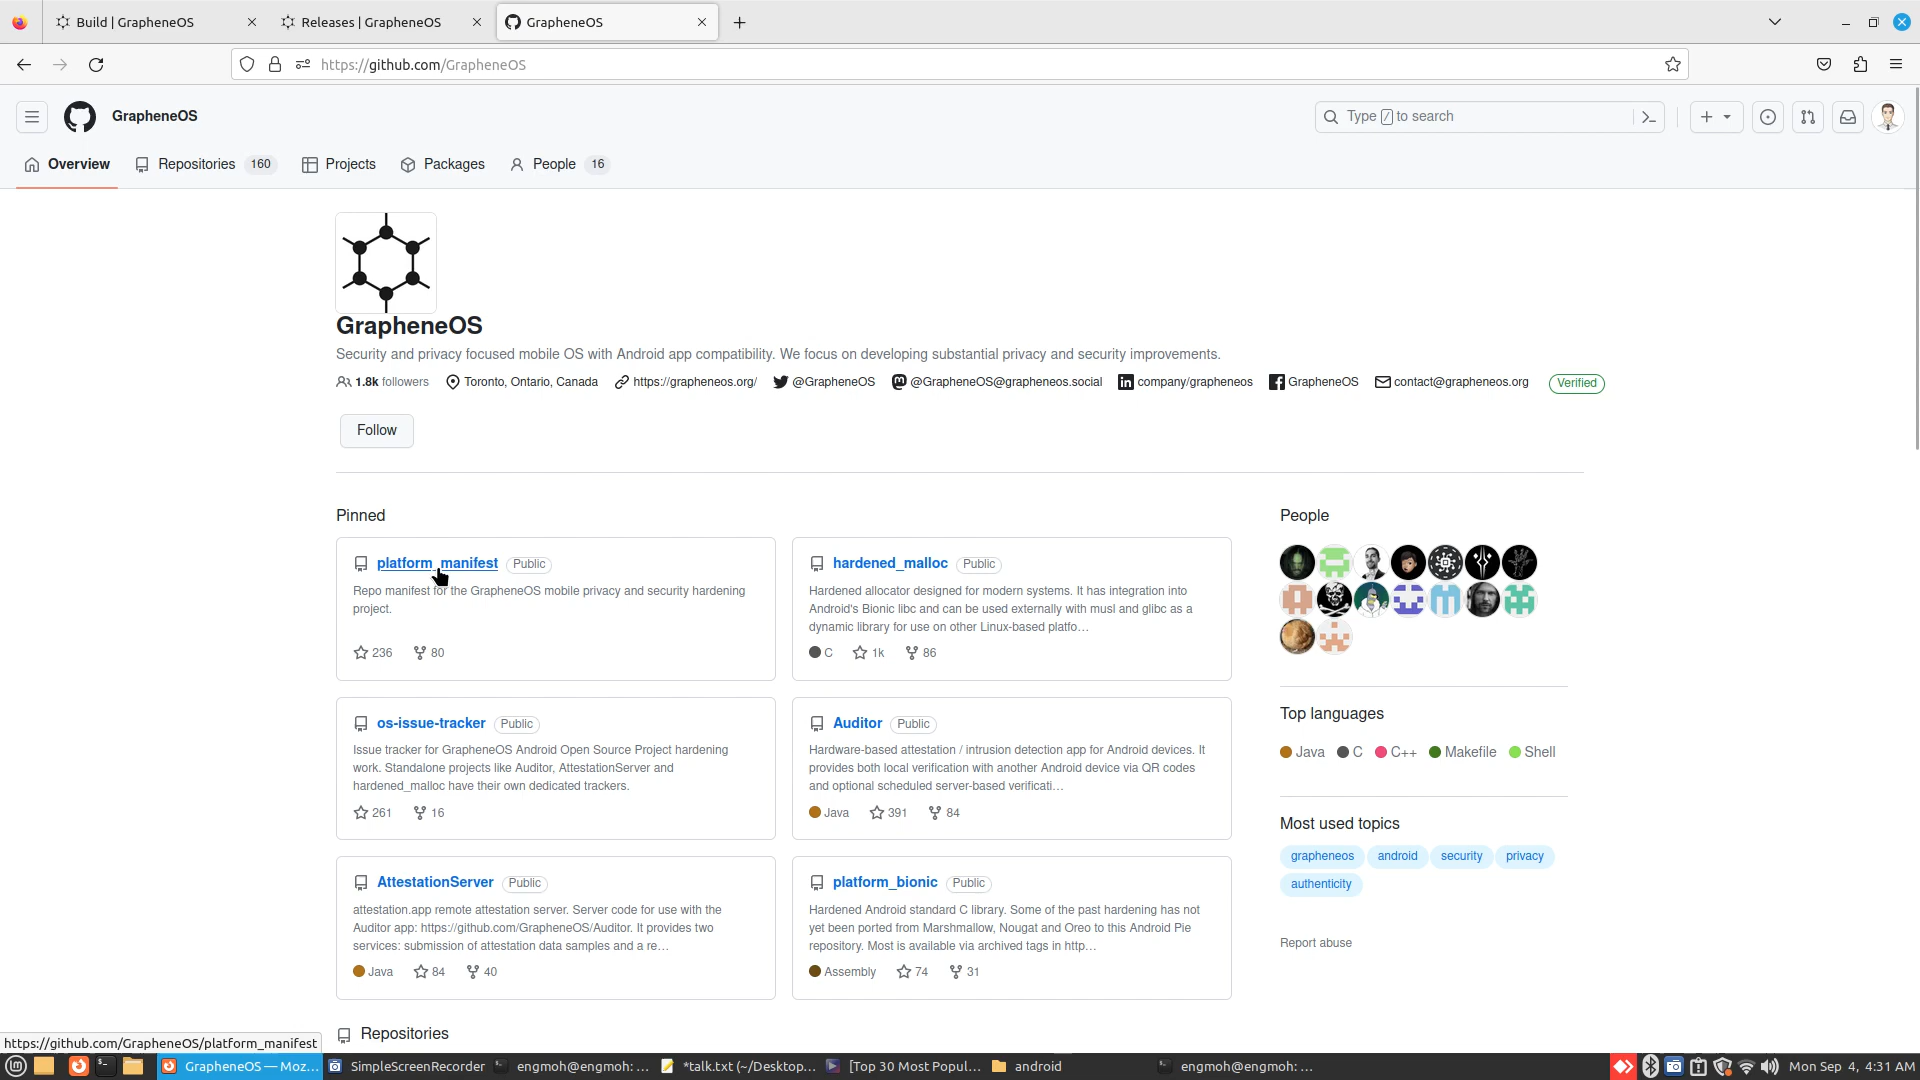 Build | GrapheneOS
Releases | GrapheneOS
GrapheneOS
https://github.com/GrapheneOS
GrapheneOS
Type / to search
Overview
Repositories 160
Projects
Packages
People 16
GrapheneOS
Security and privacy focused mobile OS with Android app compatibility. We focus on developing substantial privacy and security improvements.
1.8k followers
Toronto, Ontario, Canada
https://grapheneos.org/
@GrapheneOS
@GrapheneOS@grapheneos.social
company/grapheneos
GrapheneOS
contact@grapheneos.org
Verified
Follow
Pinned
platform_manifest Public
Repo manifest for the GrapheneOS mobile privacy and security hardening
project.
236 80
hardened_malloc Public
Hardened allocator designed for modern systems. It has integration into
Android's Bionic libc and can be used externally with musl and glibc as a
dynamic library for use on other Linux-based platfo…
C 1k 86
os-issue-tracker Public
Issue tracker for GrapheneOS Android Open Source Project hardening
work. Standalone projects like Auditor, AttestationServer and
hardened_malloc have their own dedicated trackers.
261 16
Auditor Public
Hardware-based attestation / intrusion detection app for Android devices. It
provides both local verification with another Android device via QR codes
and optional scheduled server-based verificati…
Java 391 84
AttestationServer Public
attestation.app remote attestation server. Server code for use with the
Auditor app: https://github.com/GrapheneOS/Auditor. It provides two
services: submission of attestation data samples and a re…
Java 84 40
platform_bionic Public
Hardened Android standard C library. Some of the past hardening has not
yet been ported from Marshmallow, Nougat and Oreo to this Android Pie
repository. Most is available via archived tags in http…
Assembly 74 31
People
Top languages
Java C C++ Makefile Shell
Most used topics
grapheneos android security privacy
authenticity
Report abuse
Repositories
https://github.com/GrapheneOS/platform_manifest
GrapheneOS — Moz...
SimpleScreenRecorder
engmoh@engmoh: ...
*talk.txt (~/Desktop...
[Top 30 Most Popul...
android
engmoh@engmoh: ...
Mon Sep 4, 4:31 AM